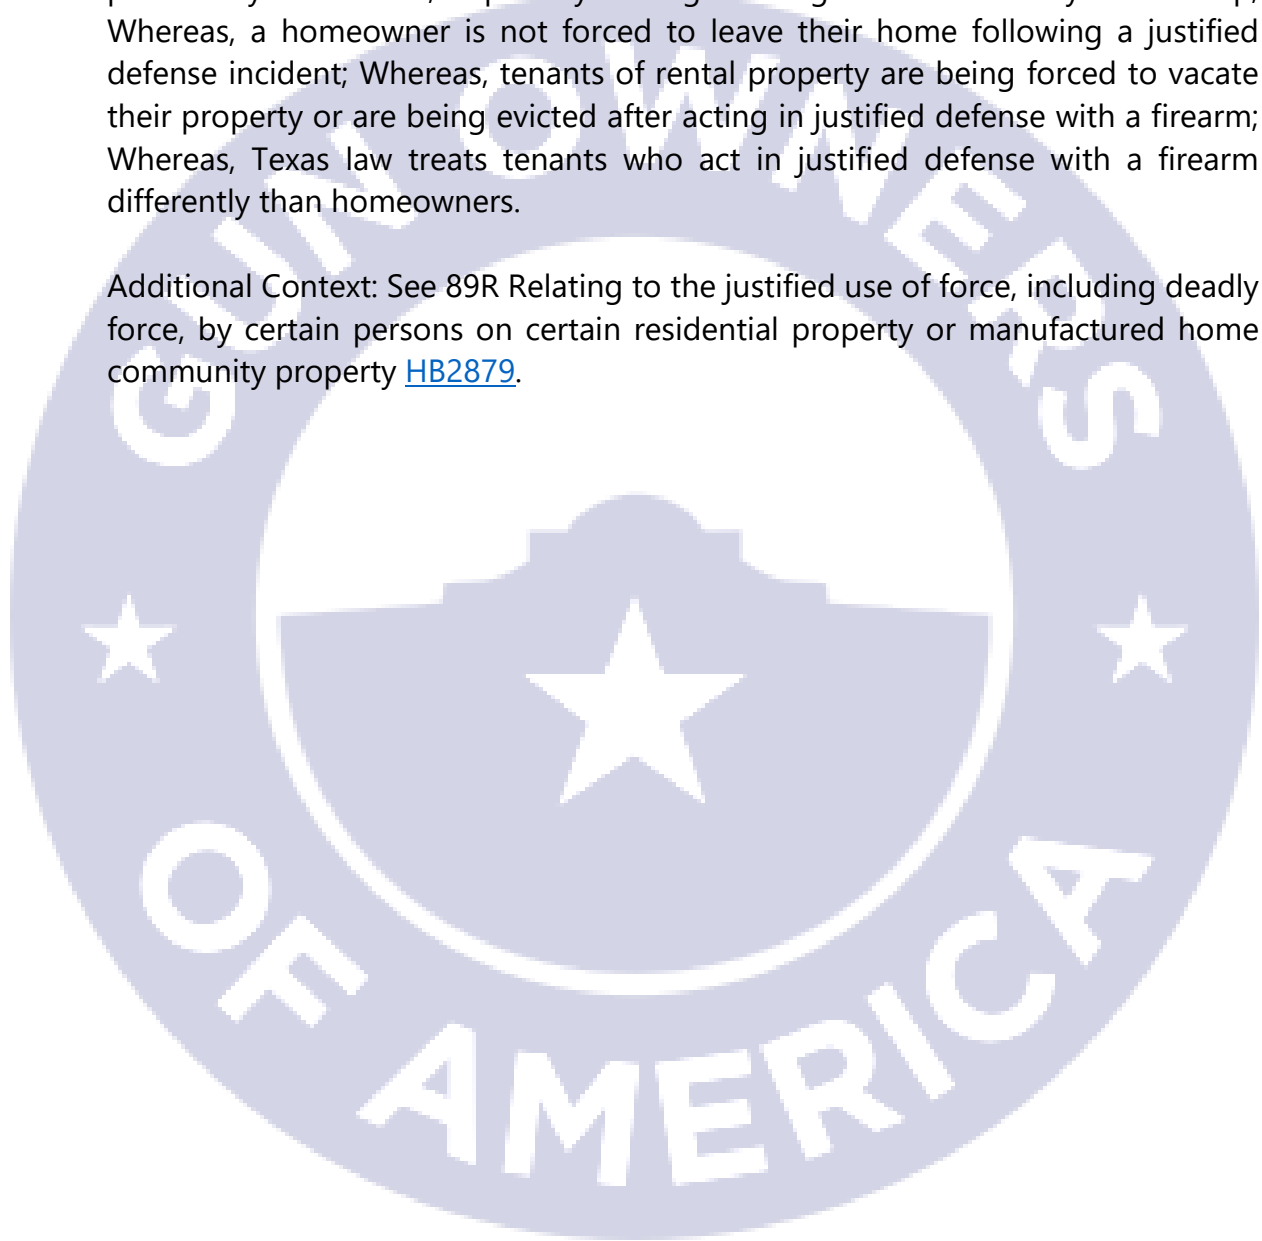 Whereas, a homeowner is not forced to leave their home following a justified
defense incident; Whereas, tenants of rental property are being forced to vacate
their property or are being evicted after acting in justified defense with a firearm;
Whereas, Texas law treats tenants who act in justified defense with a firearm
differently than homeowners.
Additional Context: See 89R Relating to the justified use of force, including deadly
force, by certain persons on certain residential property or manufactured home
community property HB2879.
GUN OWNERS
OF AMERICA